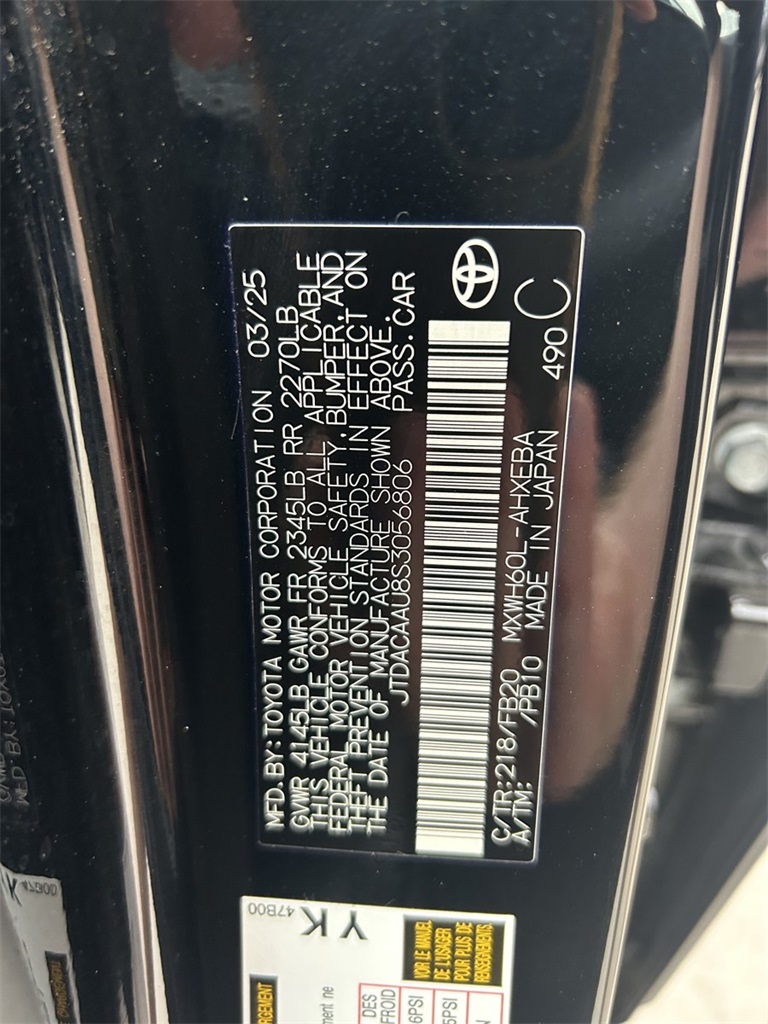 MFD. BY: TOYOTA MOTOR CORPORATION 03/25
GVWR 4145LB GAWR FR 2345LB RR 2270LB
THIS VEHICLE CONFORMS TO ALL APPLICABLE
FEDERAL MOTOR VEHICLE SAFETY, BUMPER, AND
THEFT PREVENTION STANDARDS IN EFFECT ON
THE DATE OF MANUFACTURE SHOWN ABOVE.
JTDACAAU8S3056806 PASS. CAR
C/TR: 218/FB20 MXWH60L-AHXEBA 490 C
A/TM: /PB10 MADE IN JAPAN
47B00
YK
VOIR LE MANUEL
DE L'USAGER
POUR PLUS DE
RENSEIGNEMENTS
DES
FROID